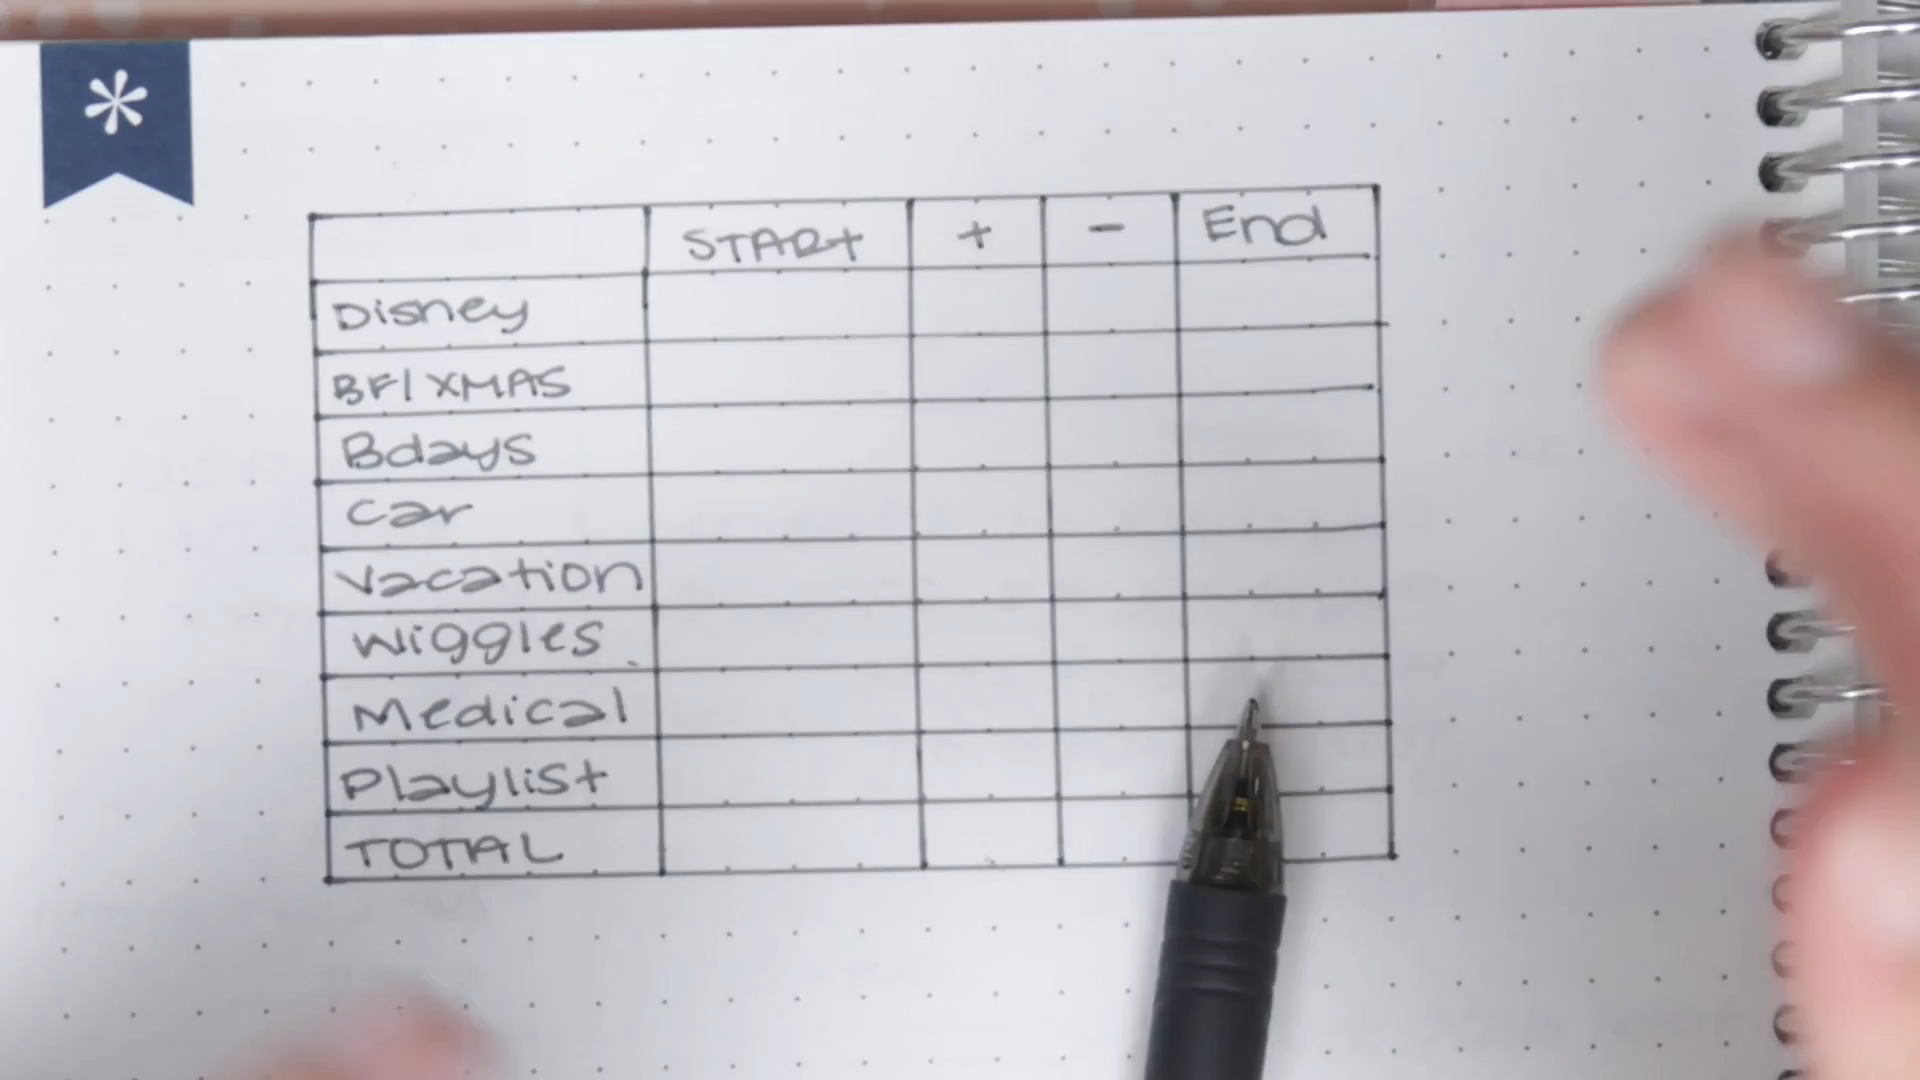 *
START + - End
Disney
BF/XMAS
Bdays
Car
Vacation
Wiggles
Medical
Playlist
TOTAL